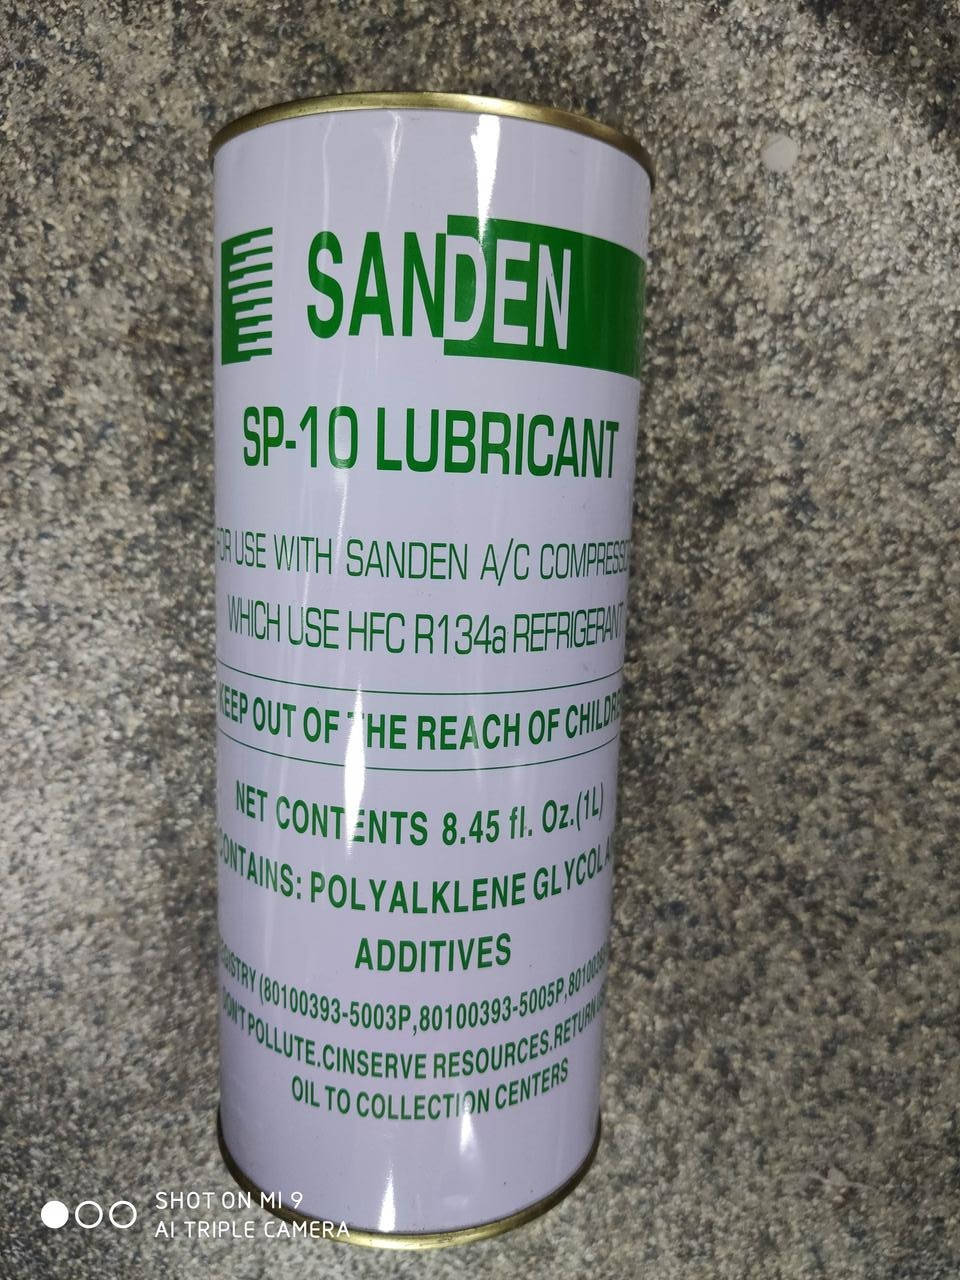 SANDEN
SP-10 LUBRICANT
FOR USE WITH SANDEN A/C
WHICH USE HFC R134a REFRIGERANT
KEEP OUT OF THE REACH OF
NET CONTENTS 8.45 fl. Oz.(1L)
CONTAINS: POLYALKLENE GLYCOL
ADDITIVES
(80100393-5003P,80100393-5005P,
DON'T POLLUTE.CINSERVE RESOURCES.RETURN
OIL TO COLLECTION CENTERS
SHOT ON MI 9
AI TRIPLE CAMERA